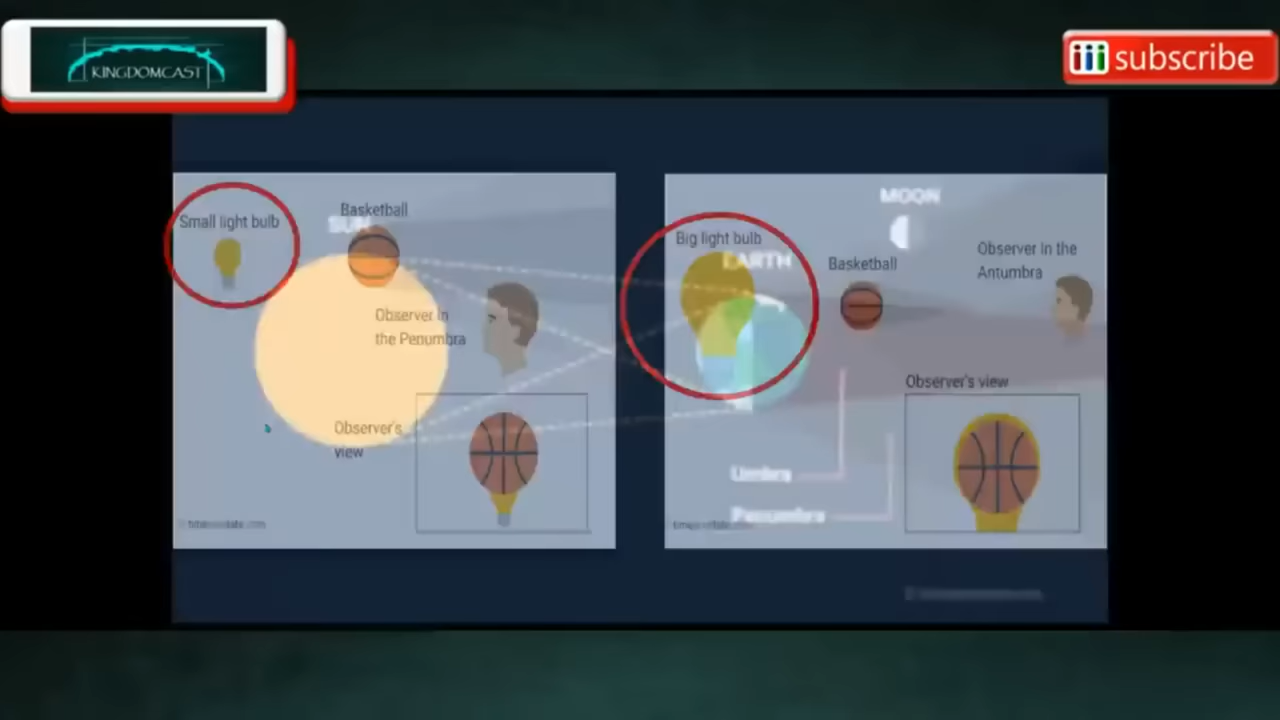 KINGDOMCAST
subscribe
Small light bulb
Basketball
SUN
Observer in
the Penumbra
Observer's
view
MOON
Big light bulb
EARTH
Basketball
Observer in the
Antumbra
Observer's view
Umbra
Penumbra